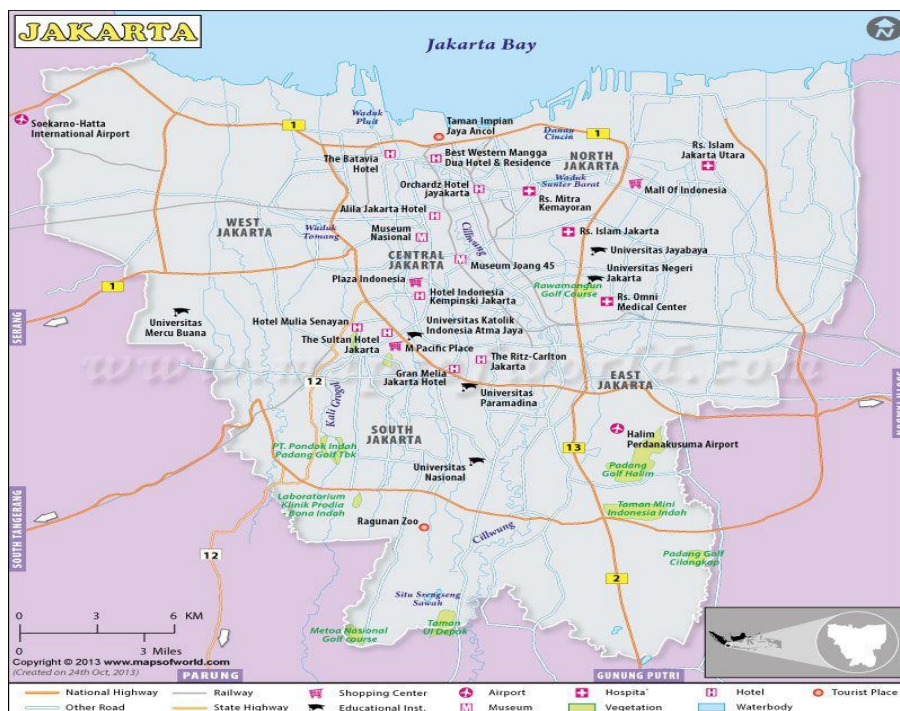 JAKARTA
Jakarta Bay
N
Soekarno-Hatta
International Airport
1
Waduk
Pluit
Taman Impian
Jaya Ancol
Danau
Cincin
1
The Batavia
Hotel
Best Western Mangga
Dua Hotel & Residence
NORTH
JAKARTA
Rs. Islam
Jakarta Utara
Orchardz Hotel
jayakarta
Waduk
Sunter Barat
Rs. Mitra
Kemayoran
Mall Of Indonesia
WEST
JAKARTA
Alila Jakarta Hotel
Waduk
Tomang
Museum
Nasional
Ciliwung
Rs. Islam Jakarta
CENTRAL
JAKARTA
Museum Joang 45
Universitas Jayabaya
Universitas Negeri
Jakarta
1
Plaza Indonesia
Hotel Indonesia
Kempinski Jakarta
Rawamangun
Golf Course
Rs. Omni
Medical Center
SERANG
Universitas
Mercu Buana
Hotel Mulia Senayan
Universitas Katolik
Indonesia Atma Jaya
The Sultan Hotel
Jakarta
M Pacific Place
The Ritz-Carlton
Jakarta
Gran Melia
Jakarta Hotel
12
Kali Grogol
Universitas
Paramadina
EAST
JAKARTA
SOUTH
JAKARTA
Halim
Perdanakusuma Airport
PT. Pondok Indah
Padang Golf Tbk
13
Universitas
Nasional
Padang
Golf Halim
SOUTH TANGERANG
Laboratorium
Klinik Prodia
Bona Indah
Ragunan Zoo
Taman Mini
Indonesia Indah
Cillwung
12
Padang Golf
Cilangkap
2
Situ Srengseng
Sawah
Taman
UI Depok
Metoa Nasional
Golf course
0 3 6 KM
0 3 Miles
Copyright © 2013 www.mapsofworld.com
(Created on 24th Oct, 2013)
PARUNG
GUNUNG PUTRI
National Highway
Railway
Shopping Center
Airport
Hospita
Hotel
Tourist Place
Other Road
State Highway
Educational Inst.
Museum
Vegetation
Waterbody